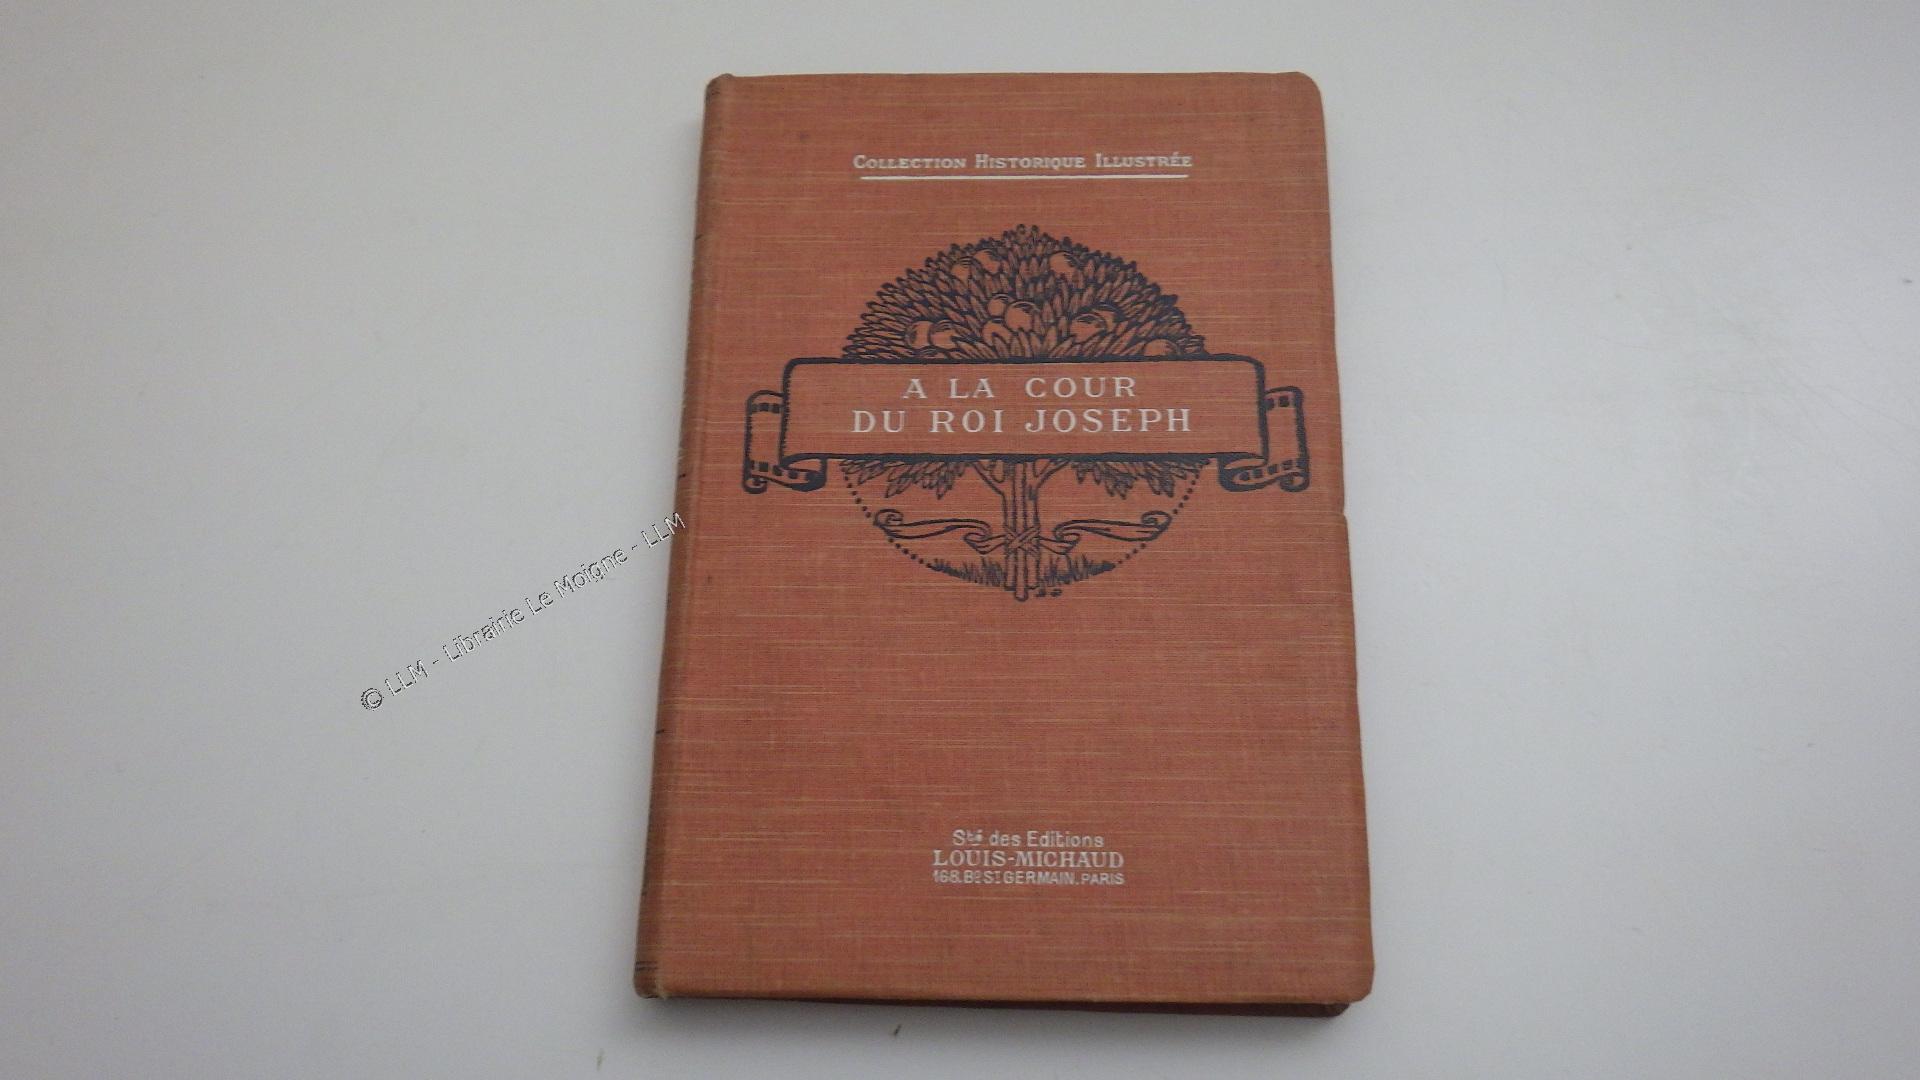 COLLECTION HISTORIQUE ILLUSTRÉE
A LA COUR
DU ROI JOSEPH
© LLM - Librairie Le Moigne - LLM
Sté des Editions
LOUIS-MICHAUD
168.Bd ST GERMAIN.PARIS